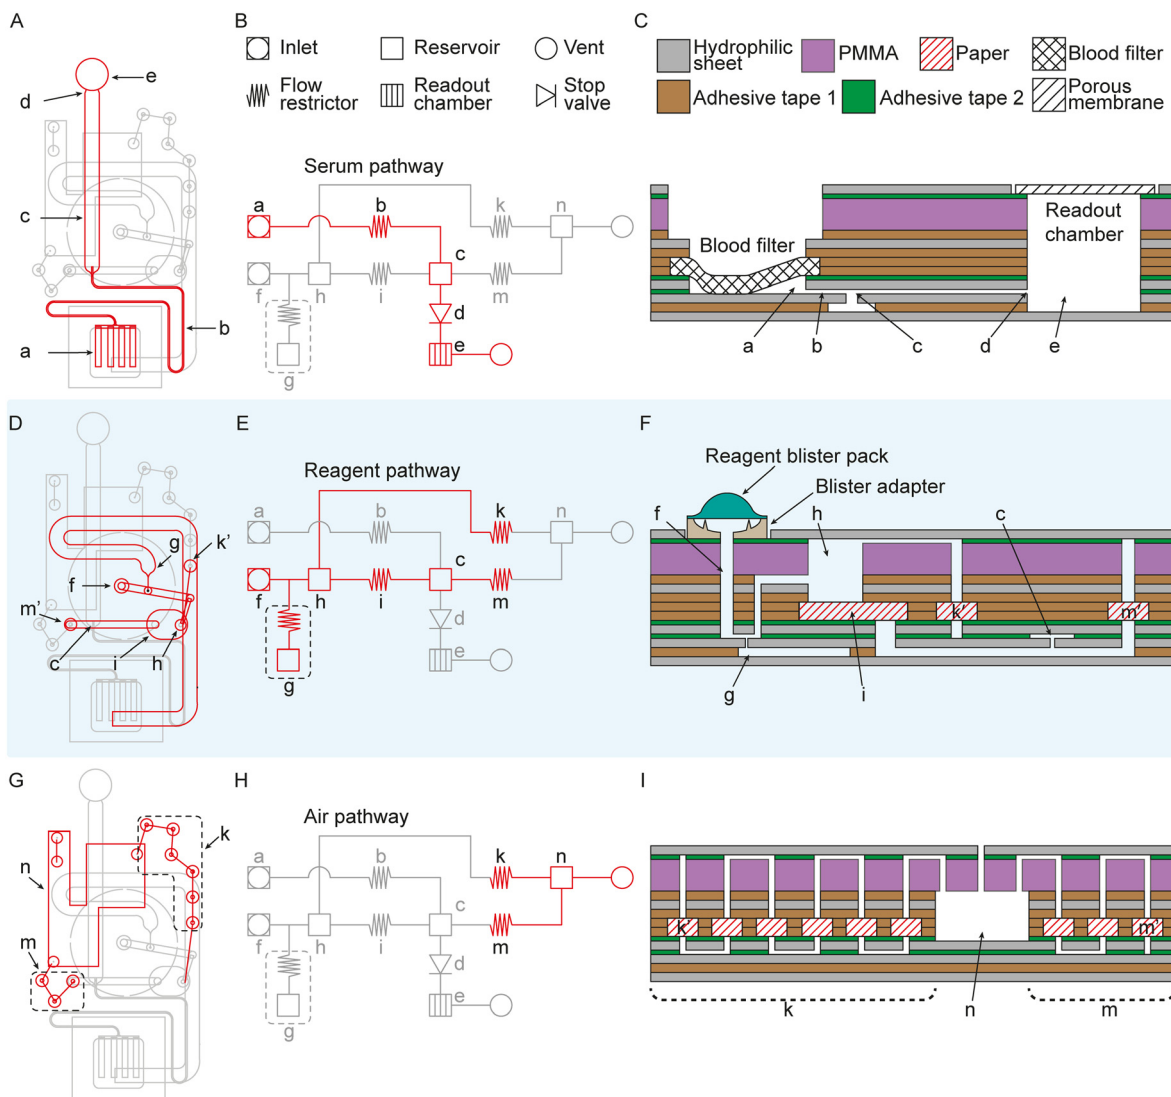 A
e
d
c
b
a
B
Inlet
Reservoir
Vent
Flow
restrictor
Readout
chamber
Stop
valve
Serum pathway
a
b
k
n
c
f
h
i
m
d
e
g
C
Hydrophilic
sheet
PMMA
Paper
Blood filter
Adhesive tape 1
Adhesive tape 2
Porous
membrane
Blood filter
Readout
chamber
a
b
c
d
e
D
g
k'
f
m'
c
i
h
E
Reagent pathway
a
b
k
n
c
f
h
i
m
d
e
g
F
Reagent blister pack
Blister adapter
f
h
c
k'
m'
g
i
G
k
n
m
H
Air pathway
a
b
k
n
c
f
h
i
m
d
e
g
I
k'
m'
k
n
m